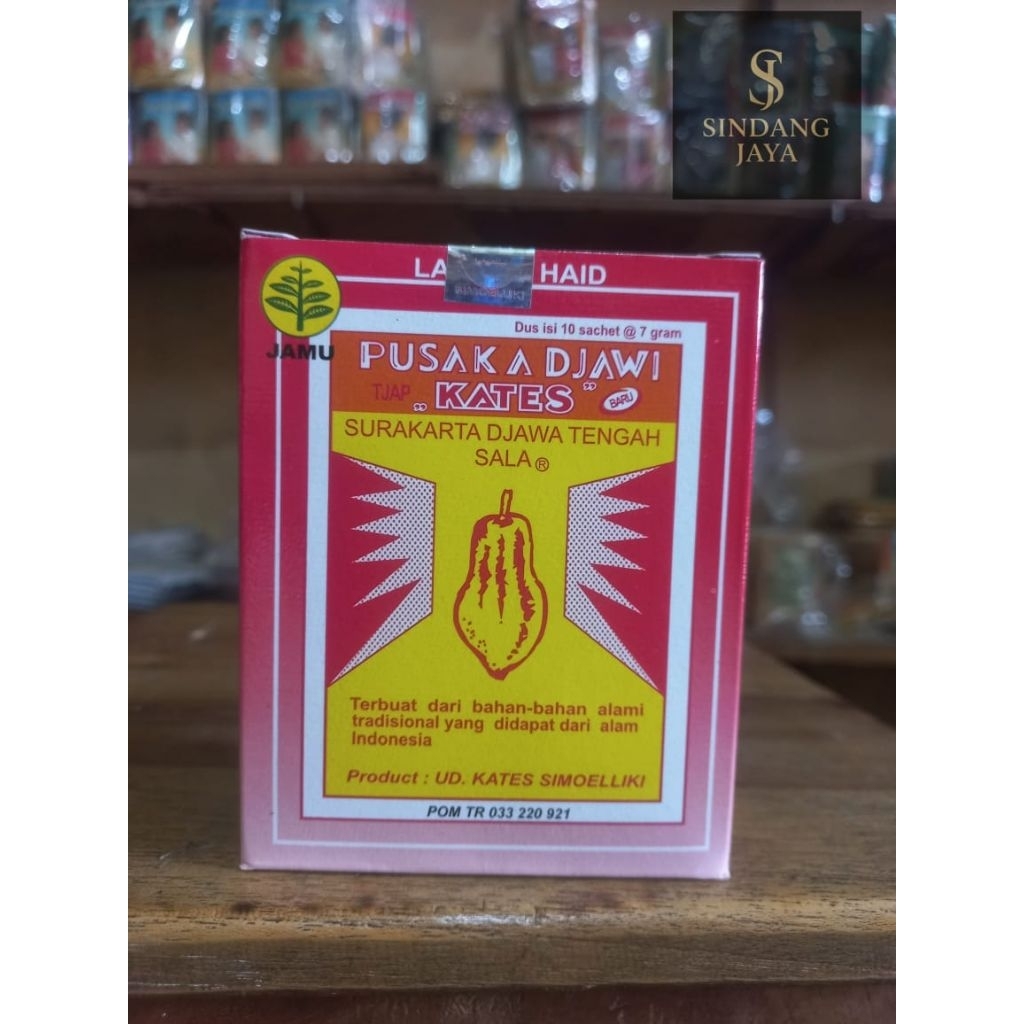 SJ
SINDANG
JAYA
LA HAID
JAMU
Dus isi 10 sachet @ 7 gram
PUSAKA DJAWI
TJAP „KATES” BARU
SURAKARTA DJAWA TENGAH
SALA ®
Terbuat dari bahan-bahan alami
tradisional yang didapat dari alam
Indonesia
Product : UD. KATES SIMOELLIKI
POM TR 033 220 921